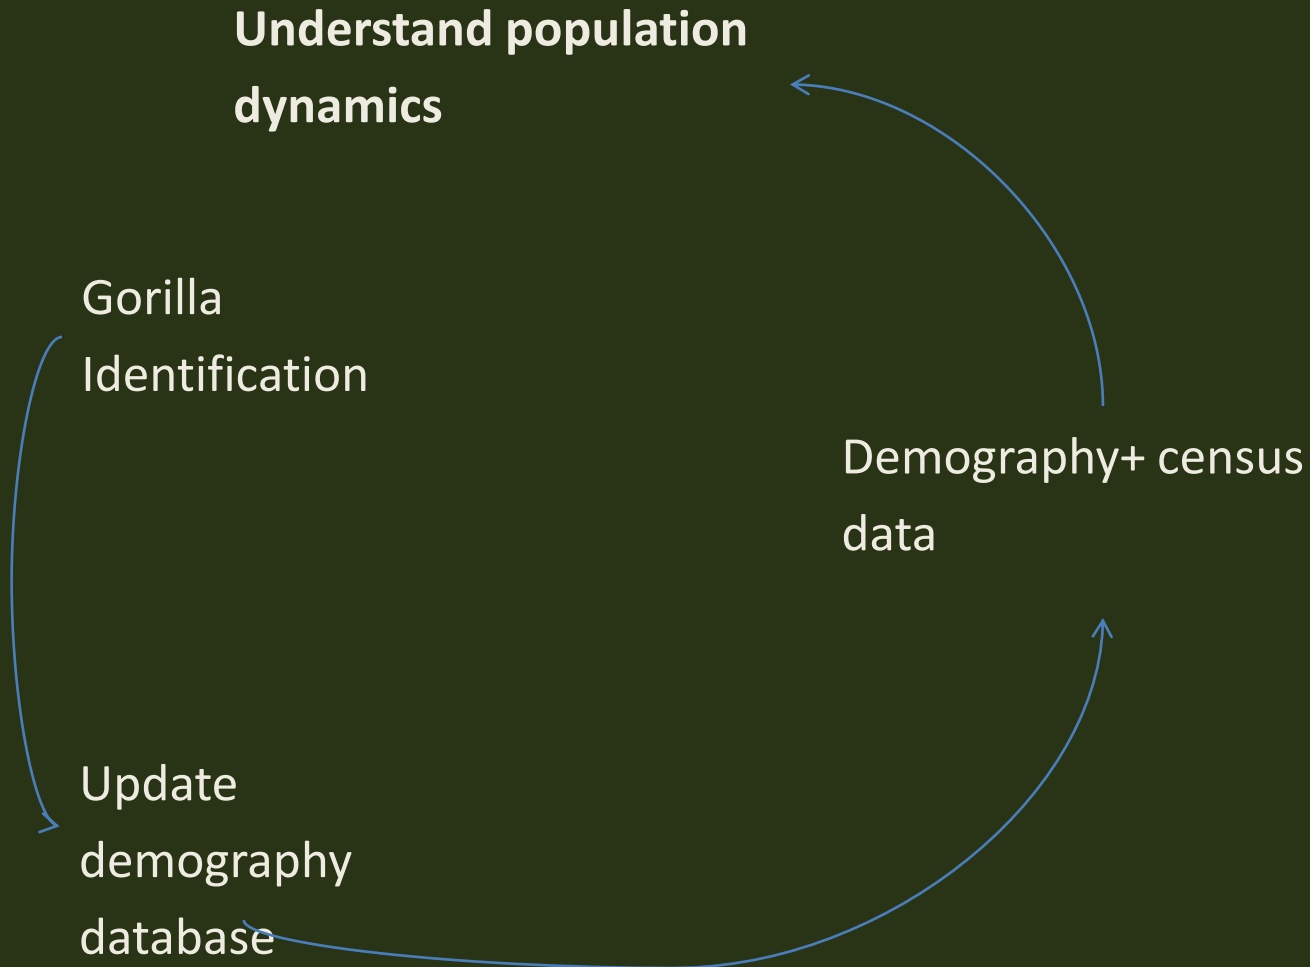 Understand population
dynamics
Gorilla
Identification
Demography+ census
data
Update
demography
database